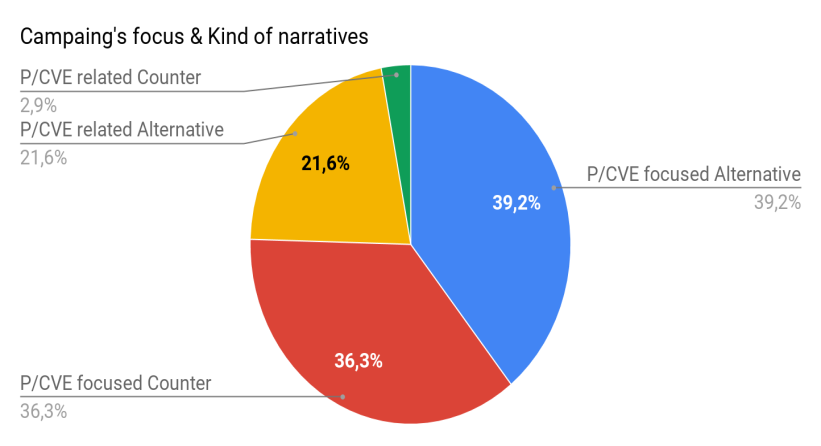 Campaing's focus & Kind of narratives
P/CVE related Counter
2,9%
P/CVE related Alternative
21,6%
21,6%
P/CVE focused Alternative
39,2%
39,2%
36,3%
P/CVE focused Counter
36,3%